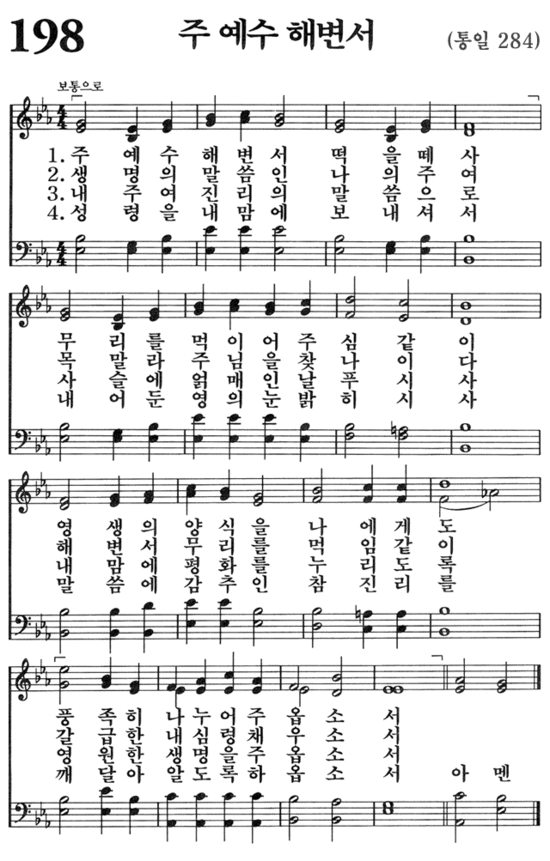 198 주 예수 해변서 (통일 284)
보통으로
1. 주 예 수 해 변 서 떡 을 떼 사
2. 생 명 의 말 씀 인 나 의 주 여
3. 내 주 여 진 리 의 말 씀 으 로
4. 성 령 을 내 맘 에 보 내 셔 서
무 리 를 먹 이 어 주 심 같 이
목 말 라 주 님 을 찾 나 이 다
사 슬 에 얽 매 인 날 푸 시 사
내 어 둔 영 의 눈 밝 히 시 사
영 생 의 양 식 을 나 에 게 도
해 변 서 무 리 를 먹 임 같 이
내 맘 에 평 화 를 누 리 도 록
말 씀 에 감 추 인 참 진 리 를
풍 족 히 나 누 어 주 옵 소 서
갈 급 한 내 심 령 채 우 소 서
영 원 한 생 명 을 주 옵 소 서
깨 달 아 알 도 록 하 옵 소 서 아 멘